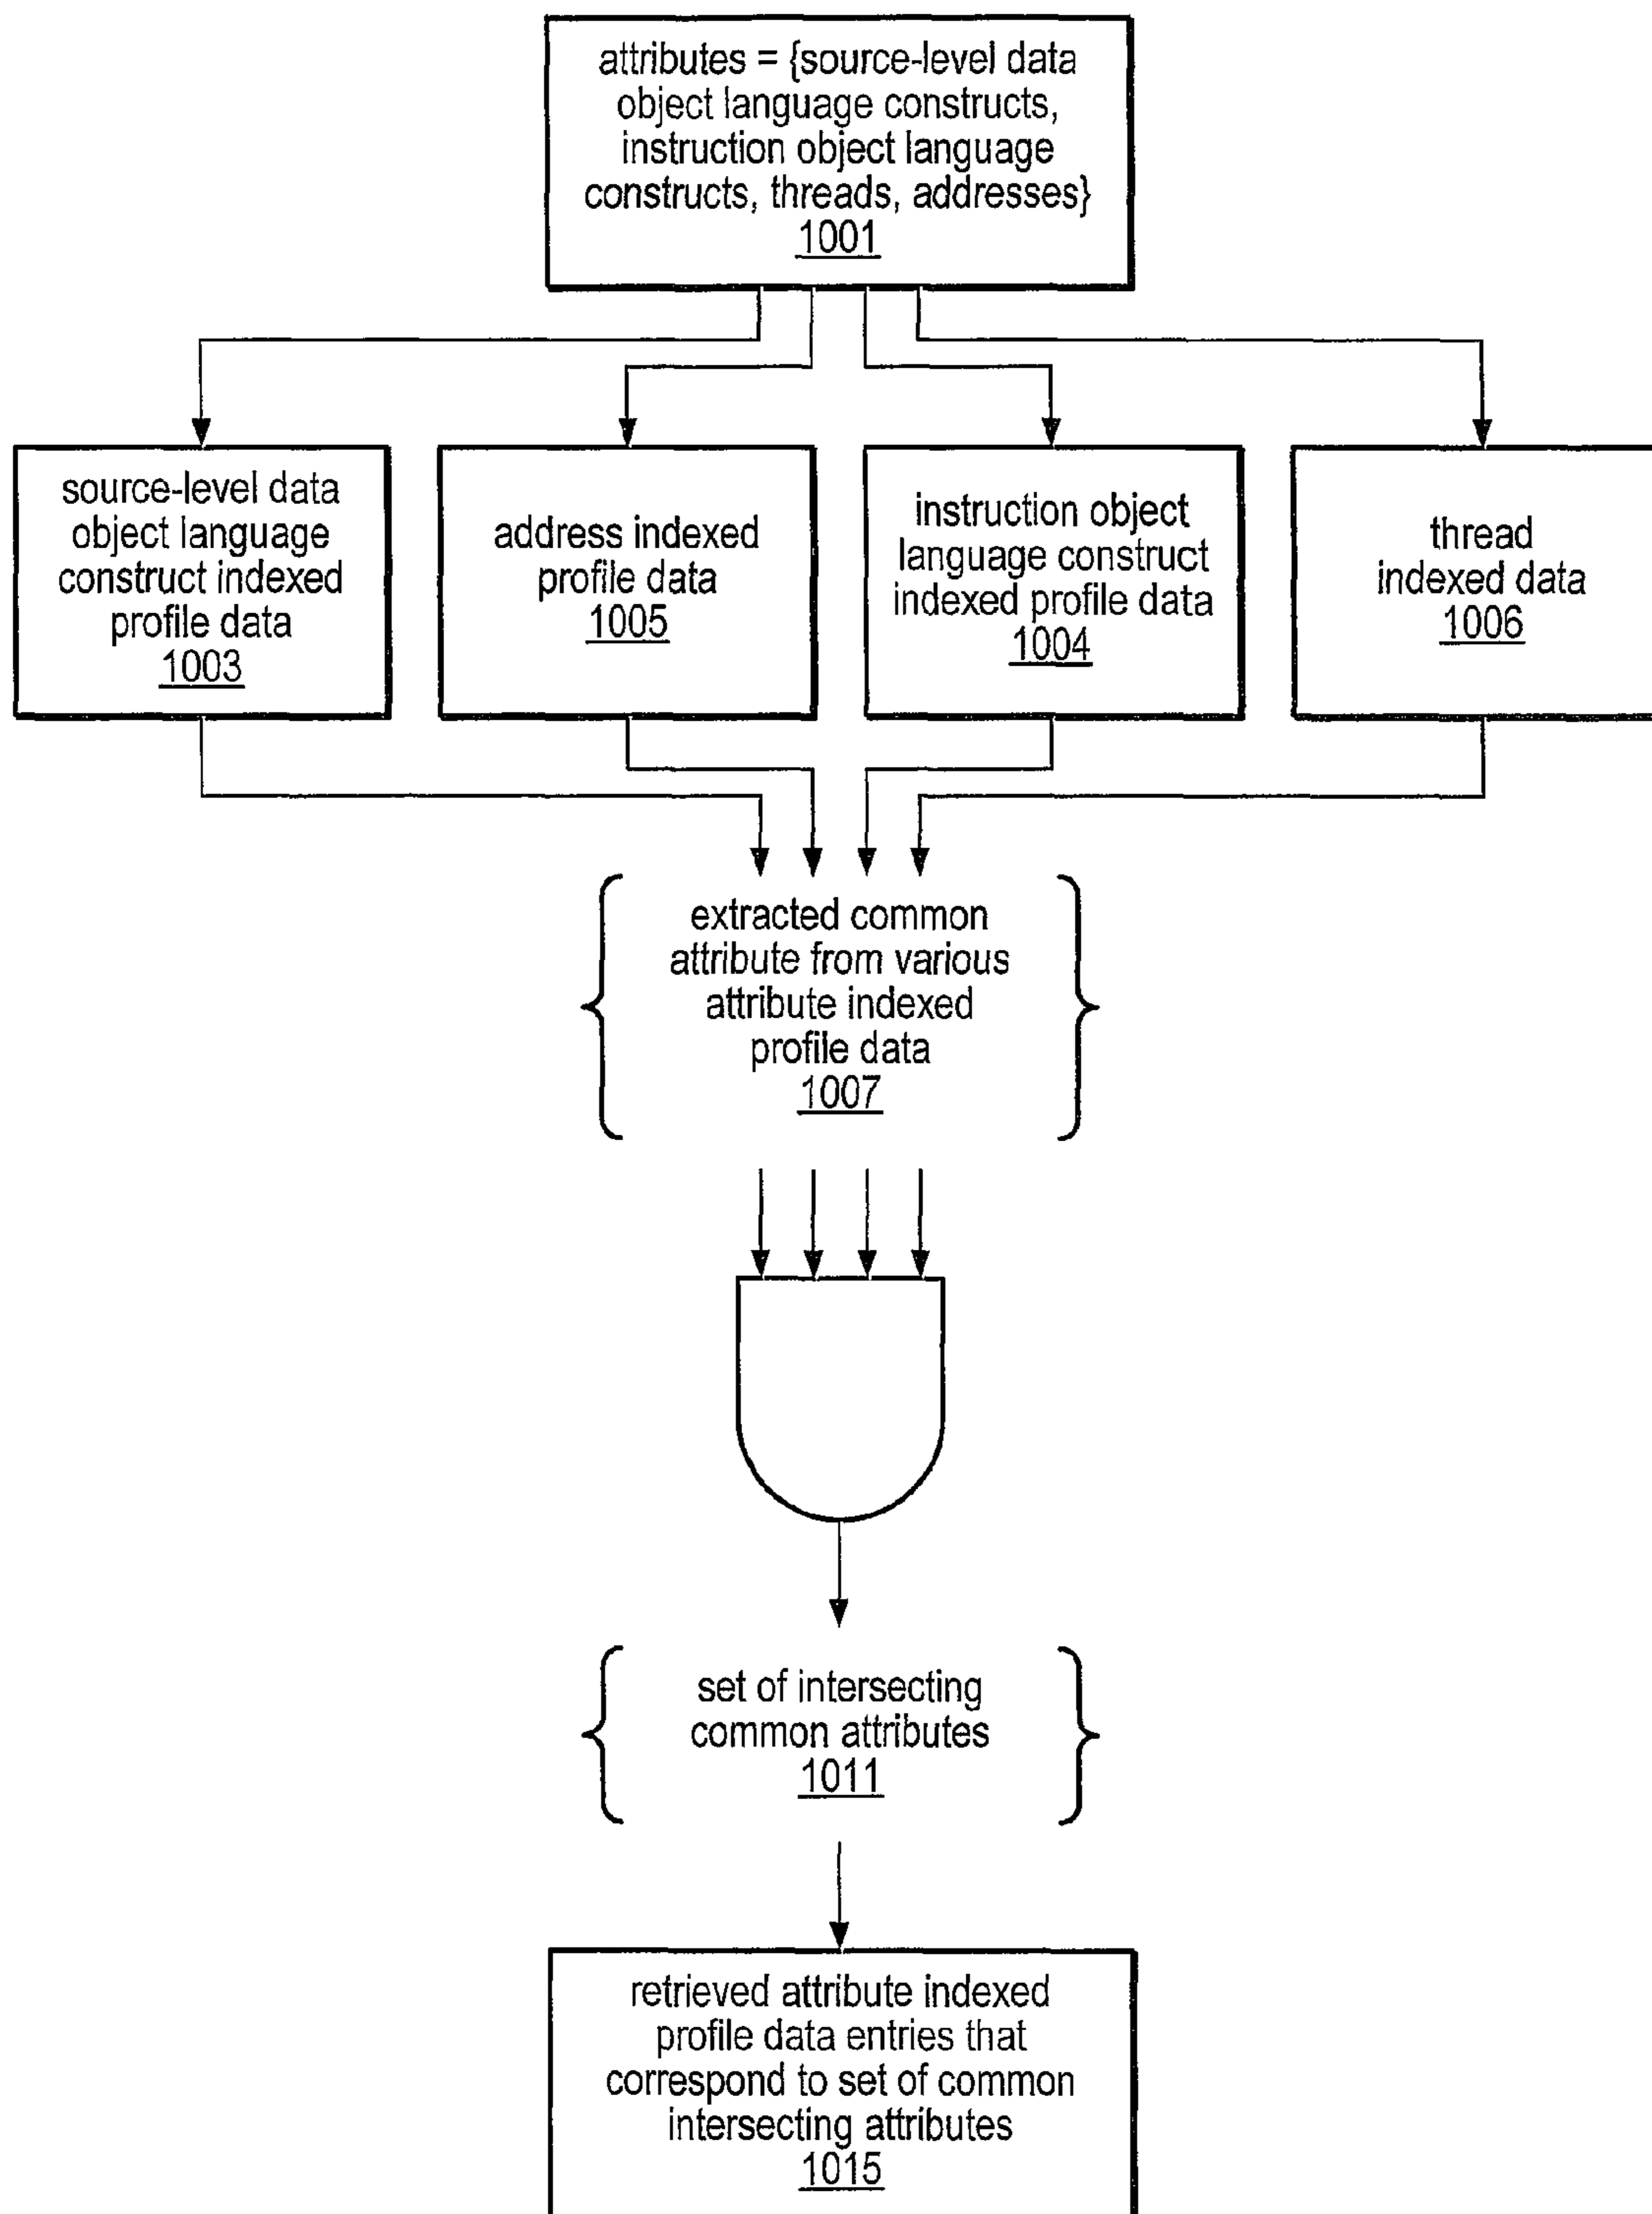 attributes = {source-level data
object language constructs,
instruction object language
constructs, threads, addresses}
1001
source-level data
object language
construct indexed
profile data
1003
address indexed
profile data
1005
instruction object
language construct
indexed profile data
1004
thread
indexed data
1006
extracted common
attribute from various
attribute indexed
profile data
1007
set of intersecting
common attributes
1011
retrieved attribute indexed
profile data entries that
correspond to set of common
intersecting attributes
1015